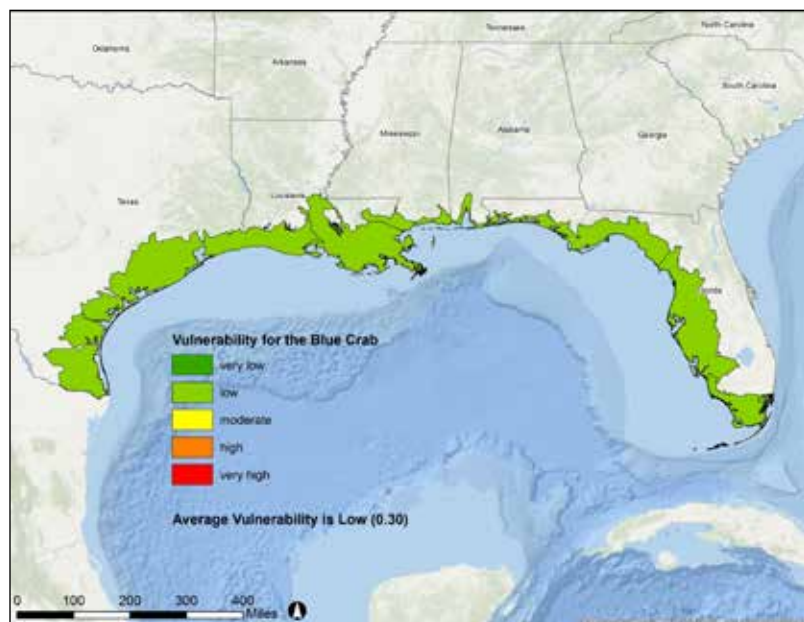 North Carolina
Tennessee
Oklahoma
Arkansas
South Carolina
Mississippi
Alabama
Georgia
Louisiana
Texas
Vulnerability for the Blue Crab
very low
low
moderate
high
very high
Average Vulnerability is Low (0.30)
0 100 200 300 400
Miles